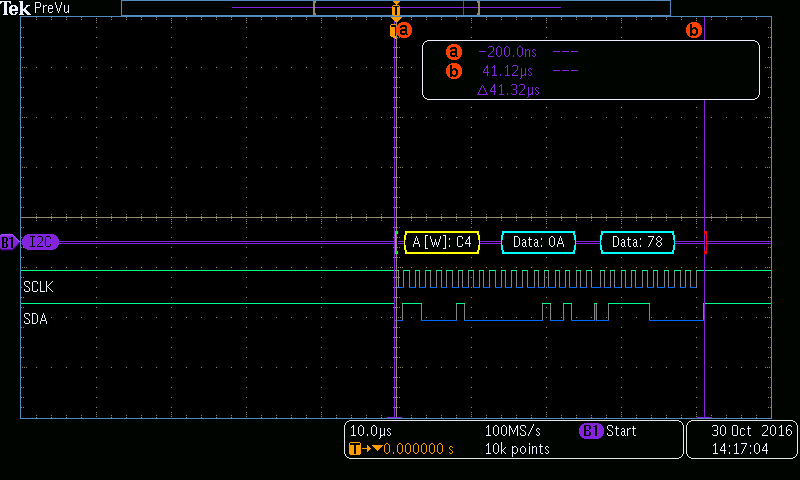 Tek PreVu
T
T a b
a −200.0ns ---
b 41.12µs ---
△41.32µs
B1 I2C A [W]: C4 Data: 0A Data: 78
SCLK
SDA
10.0µs 100MS/s B1 Start
T→▼0.000000 s 10k points
30 Oct 2016
14:17:04